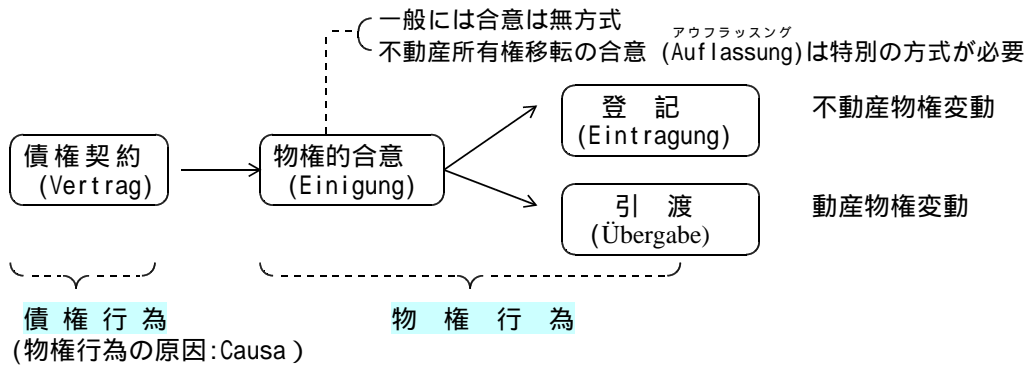 一般には合意は無方式
アウフラッスング
不動産所有権移転の合意 (Auflassung)は特別の方式が必要
債権契約
(Vertrag)
物権的合意
(Einigung)
登 記
(Eintragung)
不動産物権変動
引 渡
(Übergabe)
動産物権変動
債 権 行 為
(物権行為の原因:Causa)
物 権 行 為